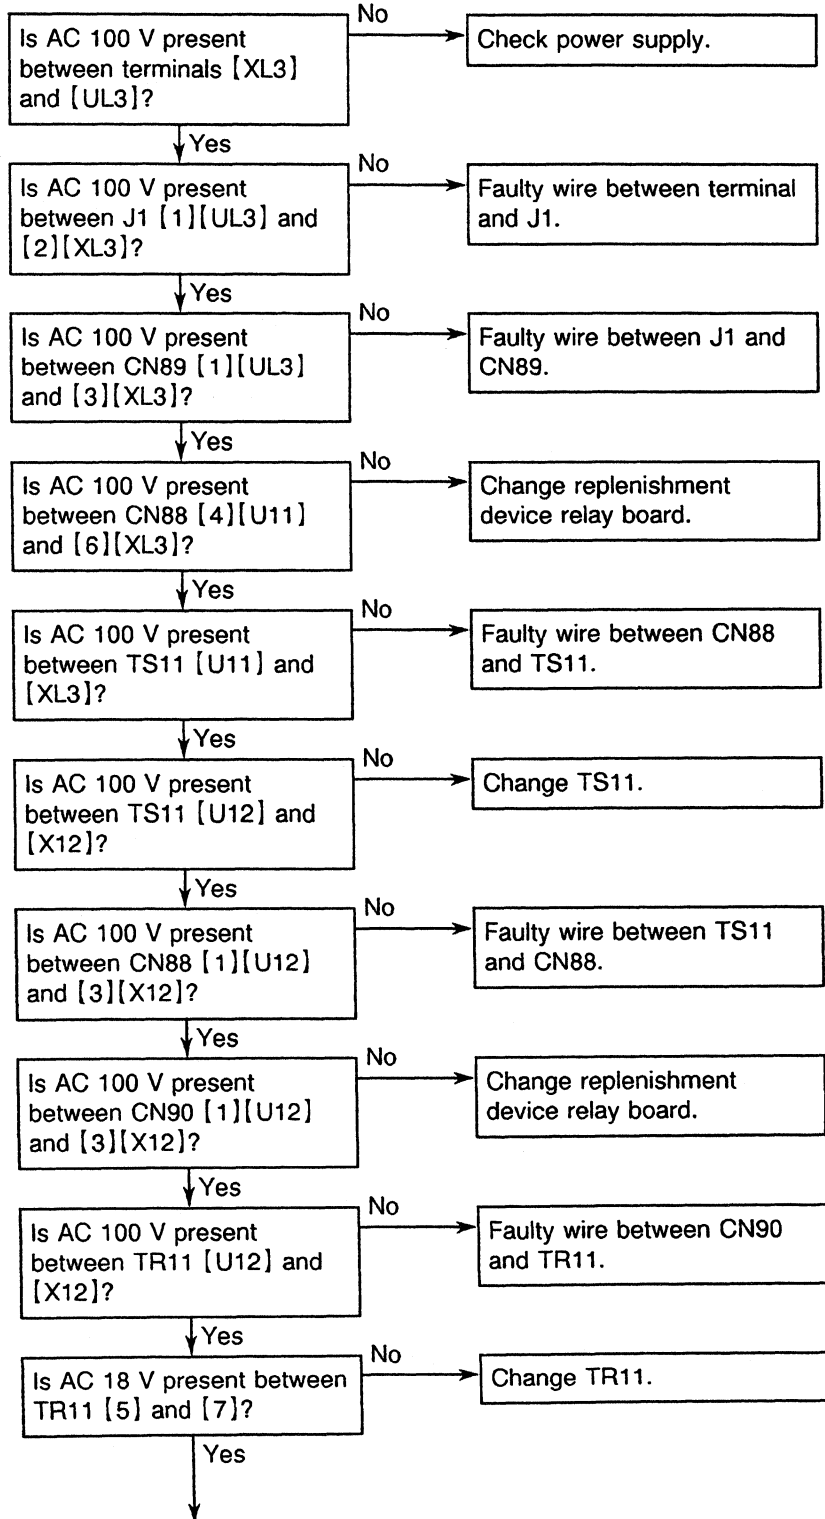 Is AC 100 V present
between terminals [XL3]
and [UL3]?
No
Check power supply.
Yes
Is AC 100 V present
between J1 [1][UL3] and
[2][XL3]?
No
Faulty wire between terminal
and J1.
Yes
Is AC 100 V present
between CN89 [1][UL3]
and [3][XL3]?
No
Faulty wire between J1 and
CN89.
Yes
Is AC 100 V present
between CN88 [4][U11]
and [6][XL3]?
No
Change replenishment
device relay board.
Yes
Is AC 100 V present
between TS11 [U11] and
[XL3]?
No
Faulty wire between CN88
and TS11.
Yes
Is AC 100 V present
between TS11 [U12] and
[X12]?
No
Change TS11.
Yes
Is AC 100 V present
between CN88 [1][U12]
and [3][X12]?
No
Faulty wire between TS11
and CN88.
Yes
Is AC 100 V present
between CN90 [1][U12]
and [3][X12]?
No
Change replenishment
device relay board.
Yes
Is AC 100 V present
between TR11 [U12] and
[X12]?
No
Faulty wire between CN90
and TR11.
Yes
Is AC 18 V present between
TR11 [5] and [7]?
No
Change TR11.
Yes